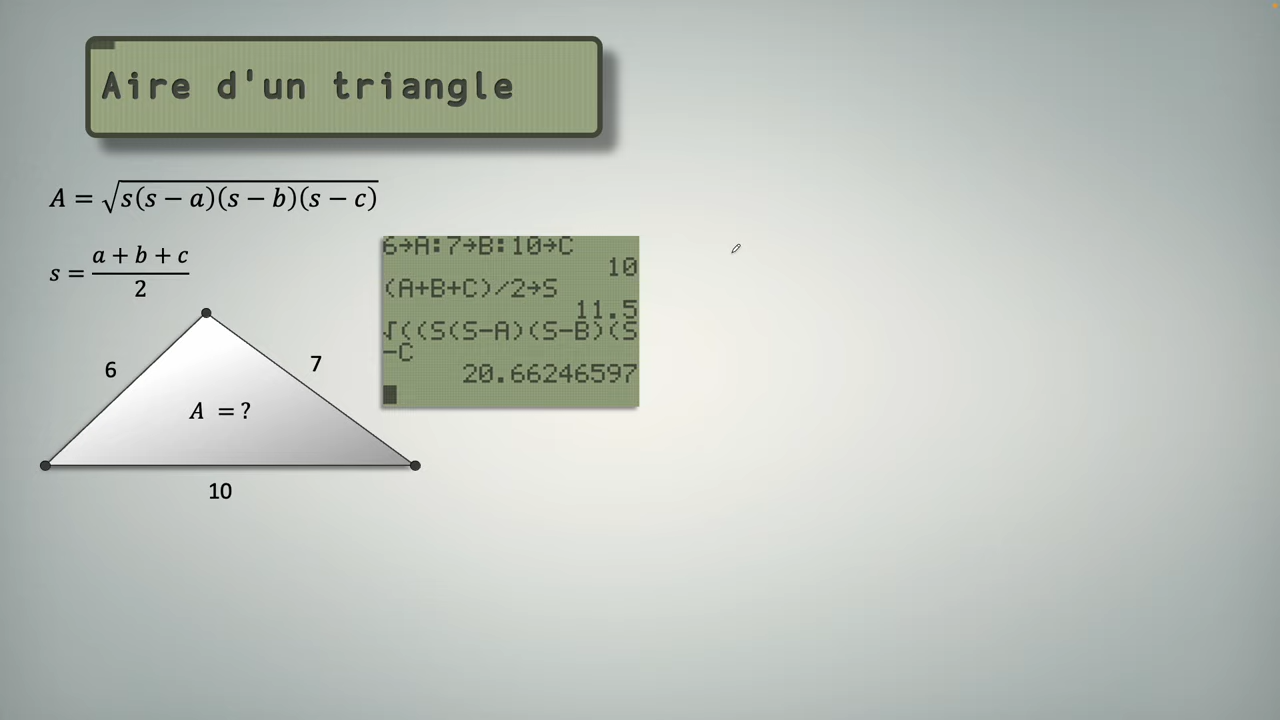 Aire d'un triangle
A = √s(s − a)(s − b)(s − c)
s = (a + b + c)/2
6→A:7→B:10→C
10
(A+B+C)/2→S
11.5
√((S(S-A)(S-B)(S
-C
20.66246597
6
7
A = ?
10